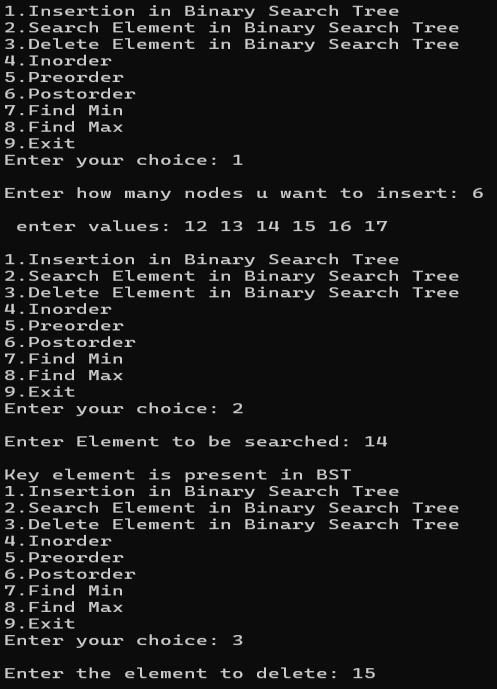 1.Insertion in Binary Search Tree
2.Search Element in Binary Search Tree
3.Delete Element in Binary Search Tree
4.Inorder
5.Preorder
6.Postorder
7.Find Min
8.Find Max
9.Exit
Enter your choice: 1
Enter how many nodes u want to insert: 6
enter values: 12 13 14 15 16 17
1.Insertion in Binary Search Tree
2.Search Element in Binary Search Tree
3.Delete Element in Binary Search Tree
4.Inorder
5.Preorder
6.Postorder
7.Find Min
8.Find Max
9.Exit
Enter your choice: 2
Enter Element to be searched: 14
Key element is present in BST
1.Insertion in Binary Search Tree
2.Search Element in Binary Search Tree
3.Delete Element in Binary Search Tree
4.Inorder
5.Preorder
6.Postorder
7.Find Min
8.Find Max
9.Exit
Enter your choice: 3
Enter the element to delete: 15